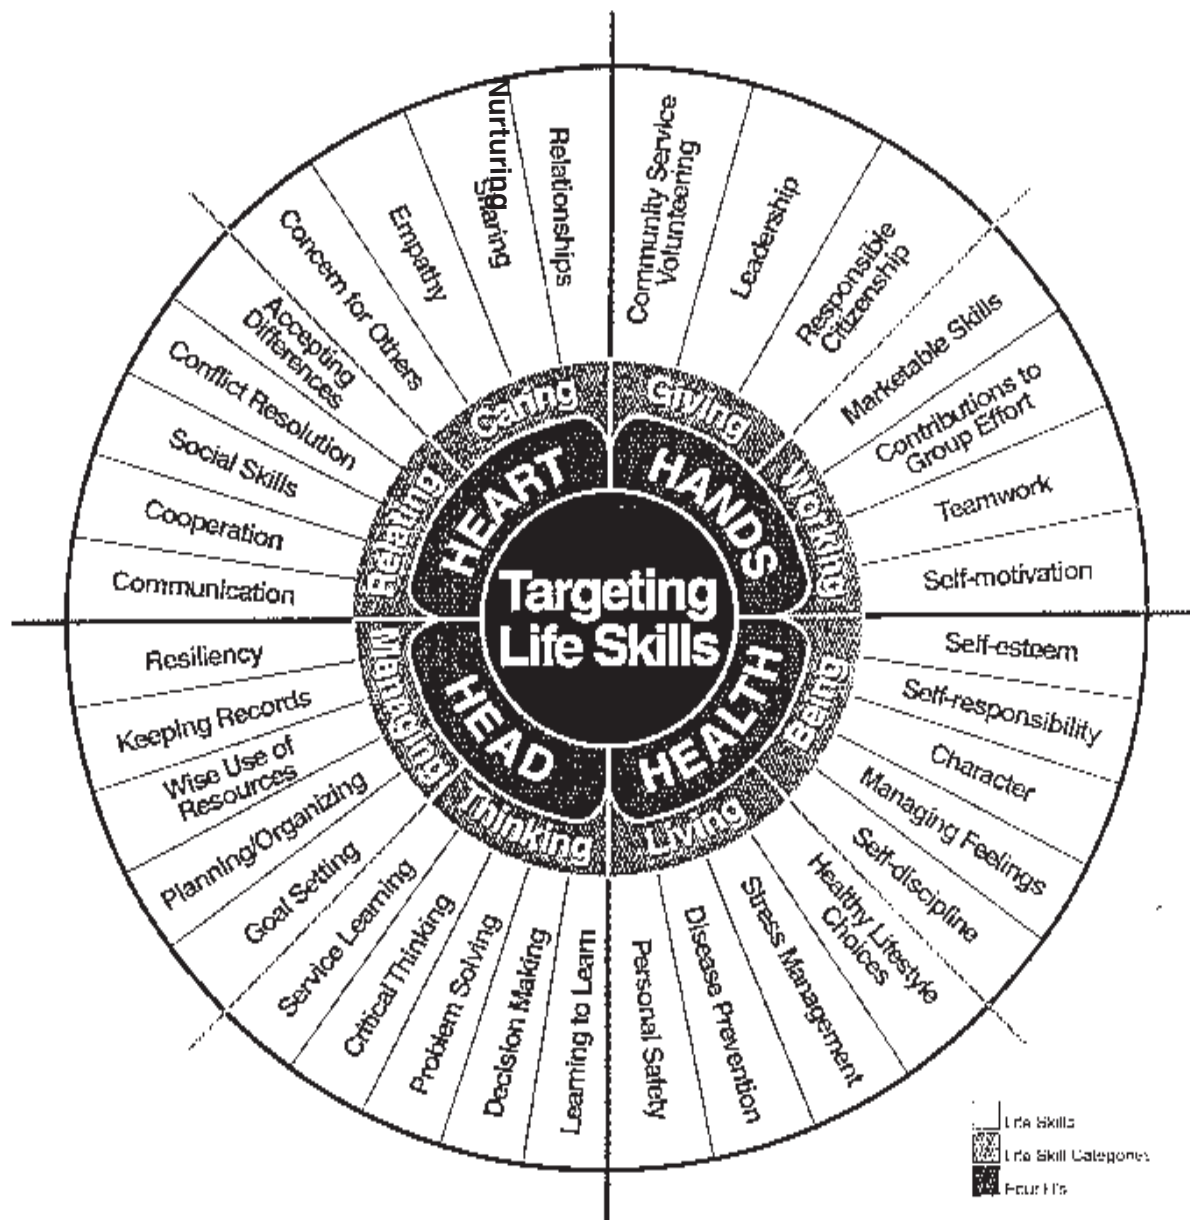 Nurturing
Sharing
Relationships
Community Service
Volunteering
Leadership
Responsible
Citizenship
Marketable Skills
Contributions to
Group Effort
Teamwork
Self-motivation
Self-esteem
Self-responsibility
Character
Managing Feelings
Self-discipline
Healthy Lifestyle
Choices
Stress Management
Disease Prevention
Personal Safety
Learning to Learn
Decision Making
Problem Solving
Critical Thinking
Service Learning
Goal Setting
Planning/Organizing
Wise Use of
Resources
Keeping Records
Resiliency
Communication
Cooperation
Social Skills
Conflict Resolution
Accepting
Differences
Concern for Others
Empathy
Caring
Giving
Working
Being
Living
Thinking
Managing
Relating
HEART
HANDS
HEALTH
HEAD
Targeting
Life Skills
Life Skills
Life Skill Categories
Four H's